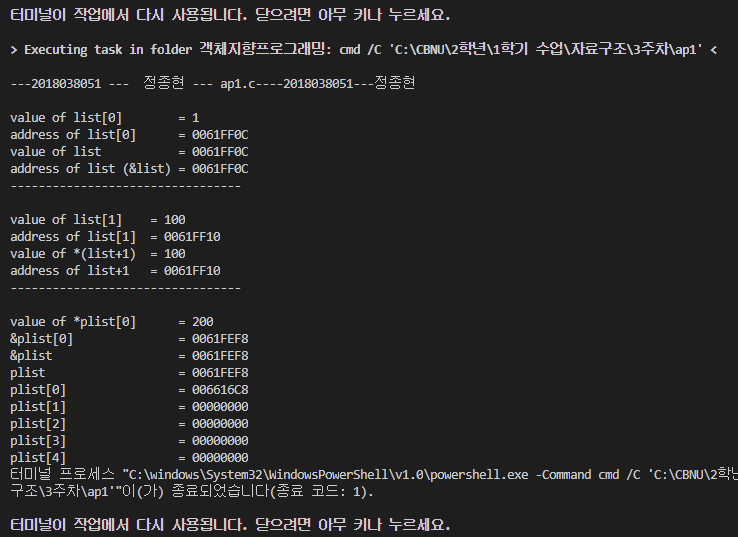 터미널이 작업에서 다시 사용됩니다. 닫으려면 아무 키나 누르세요.
> Executing task in folder 객체지향프로그래밍: cmd /C 'C:\CBNU\2학년\1학기 수업\자료구조\3주차\ap1' <
---2018038051 --- 정종현 --- ap1.c----2018038051---정종현
value of list[0] = 1
address of list[0] = 0061FF0C
value of list = 0061FF0C
address of list (&list) = 0061FF0C
---------------------------------
value of list[1] = 100
address of list[1] = 0061FF10
value of *(list+1) = 100
address of list+1 = 0061FF10
---------------------------------
value of *plist[0] = 200
&plist[0] = 0061FEF8
&plist = 0061FEF8
plist = 0061FEF8
plist[0] = 006616C8
plist[1] = 00000000
plist[2] = 00000000
plist[3] = 00000000
plist[4] = 00000000
터미널 프로세스 "C:\windows\System32\WindowsPowerShell\v1.0\powershell.exe -Command cmd /C 'C:\CBNU\2학년
구조\3주차\ap1'"이(가) 종료되었습니다(종료 코드: 1).
터미널이 작업에서 다시 사용됩니다. 닫으려면 아무 키나 누르세요.